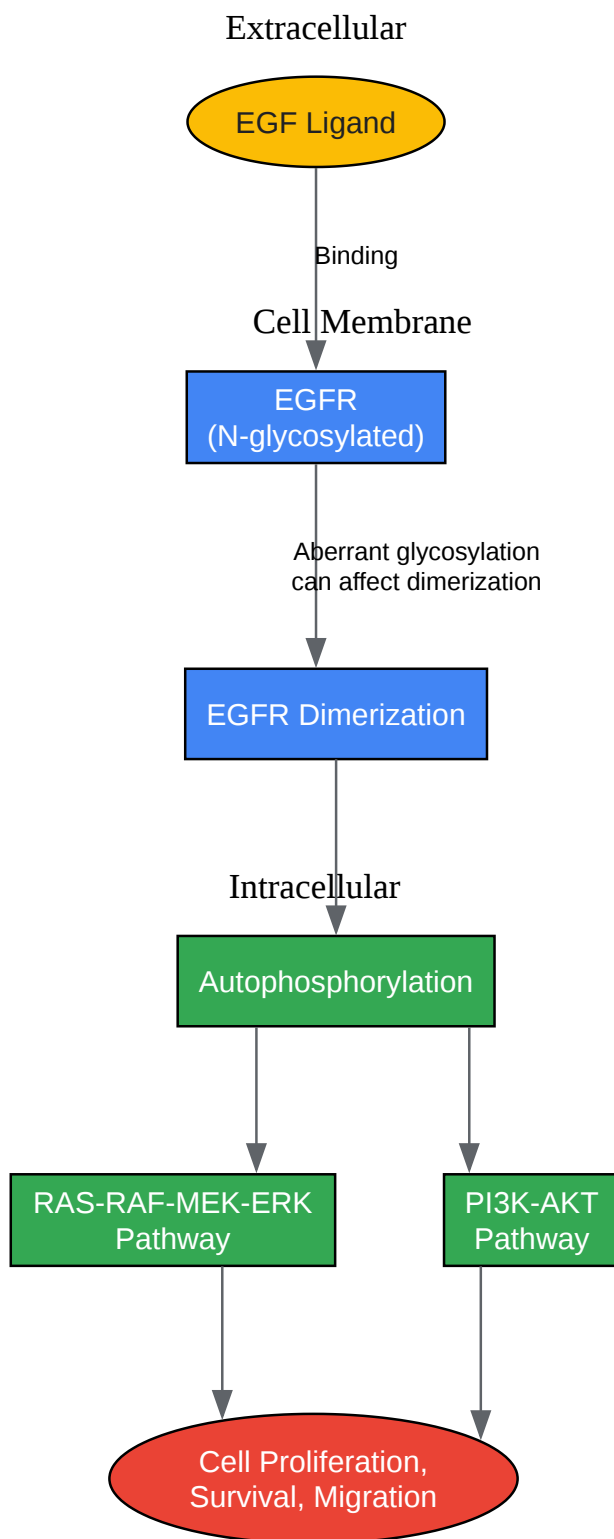 Extracellular
EGF Ligand
Binding
Cell Membrane
EGFR
(N-glycosylated)
Aberrant glycosylation
can affect dimerization
EGFR Dimerization
Intracellular
Autophosphorylation
RAS-RAF-MEK-ERK
Pathway
PI3K-AKT
Pathway
Cell Proliferation,
Survival, Migration